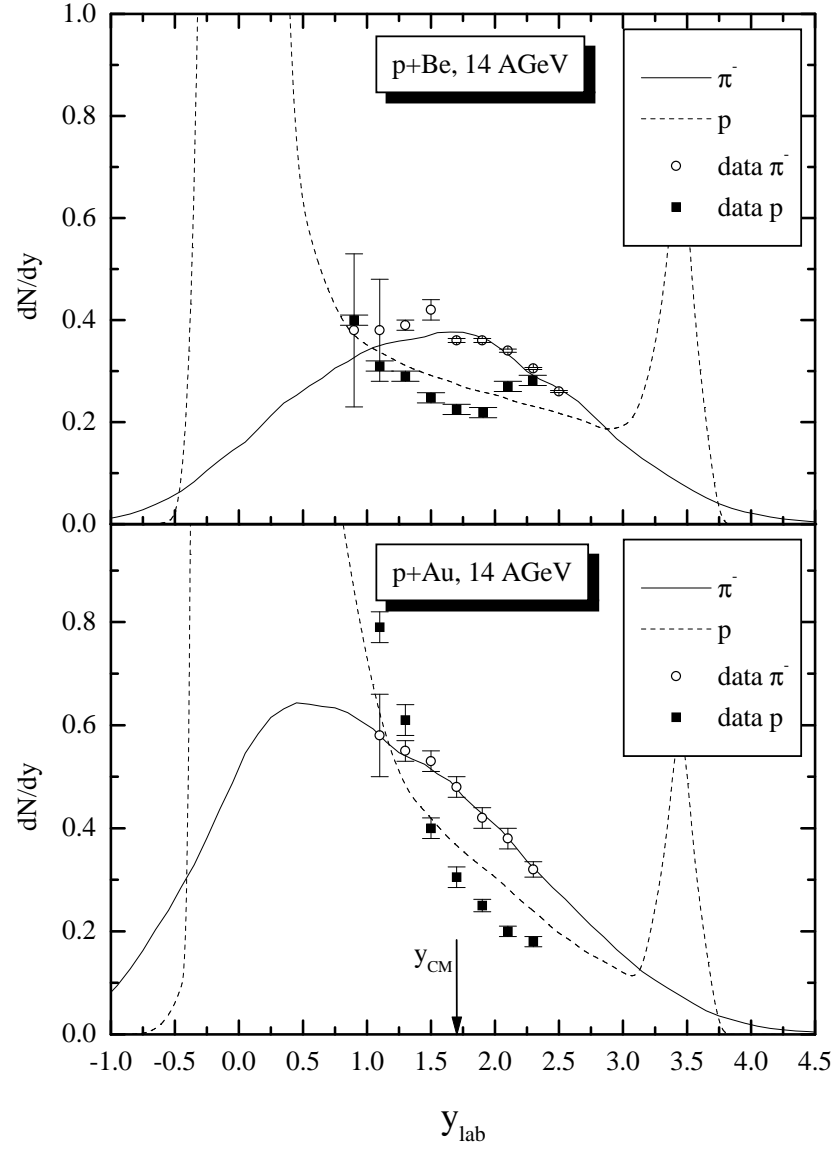 p+Be, 14 AGeV
π⁻
p
data π⁻
data p
1.0
0.8
0.6
0.4
0.2
0.0
dN/dy
p+Au, 14 AGeV
π⁻
p
data π⁻
data p
0.8
0.6
0.4
0.2
0.0
dN/dy
y_CM
-1.0 -0.5 0.0 0.5 1.0 1.5 2.0 2.5 3.0 3.5 4.0 4.5
y_lab